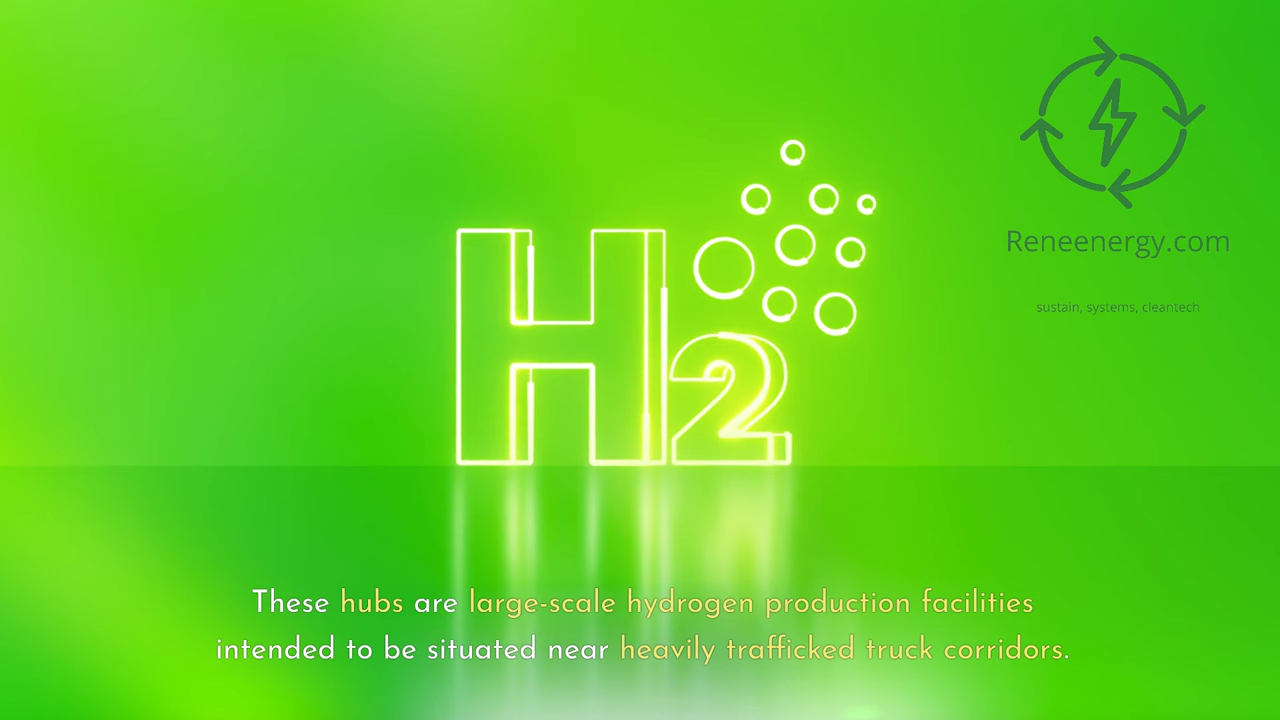 Reneenergy.com
sustain, systems, cleantech
H2
These hubs are large-scale hydrogen production facilities
intended to be situated near heavily trafficked truck corridors.